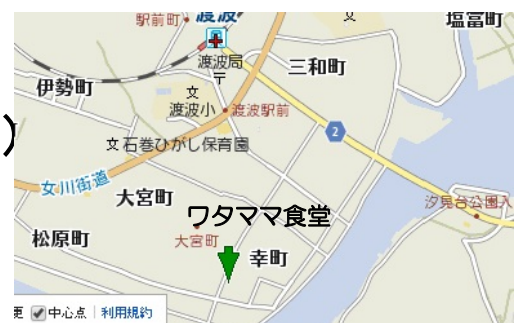 駅前町
渡波
文
塩富町
渡波局
〒
三和町
伊勢町
文
渡波小
渡波駅前
2
)
文石巻ひがし保育園
女川街道
大宮町
汐見台公園入
ワタママ食堂
松原町
大宮町
幸町
更 中心点 | 利用規約